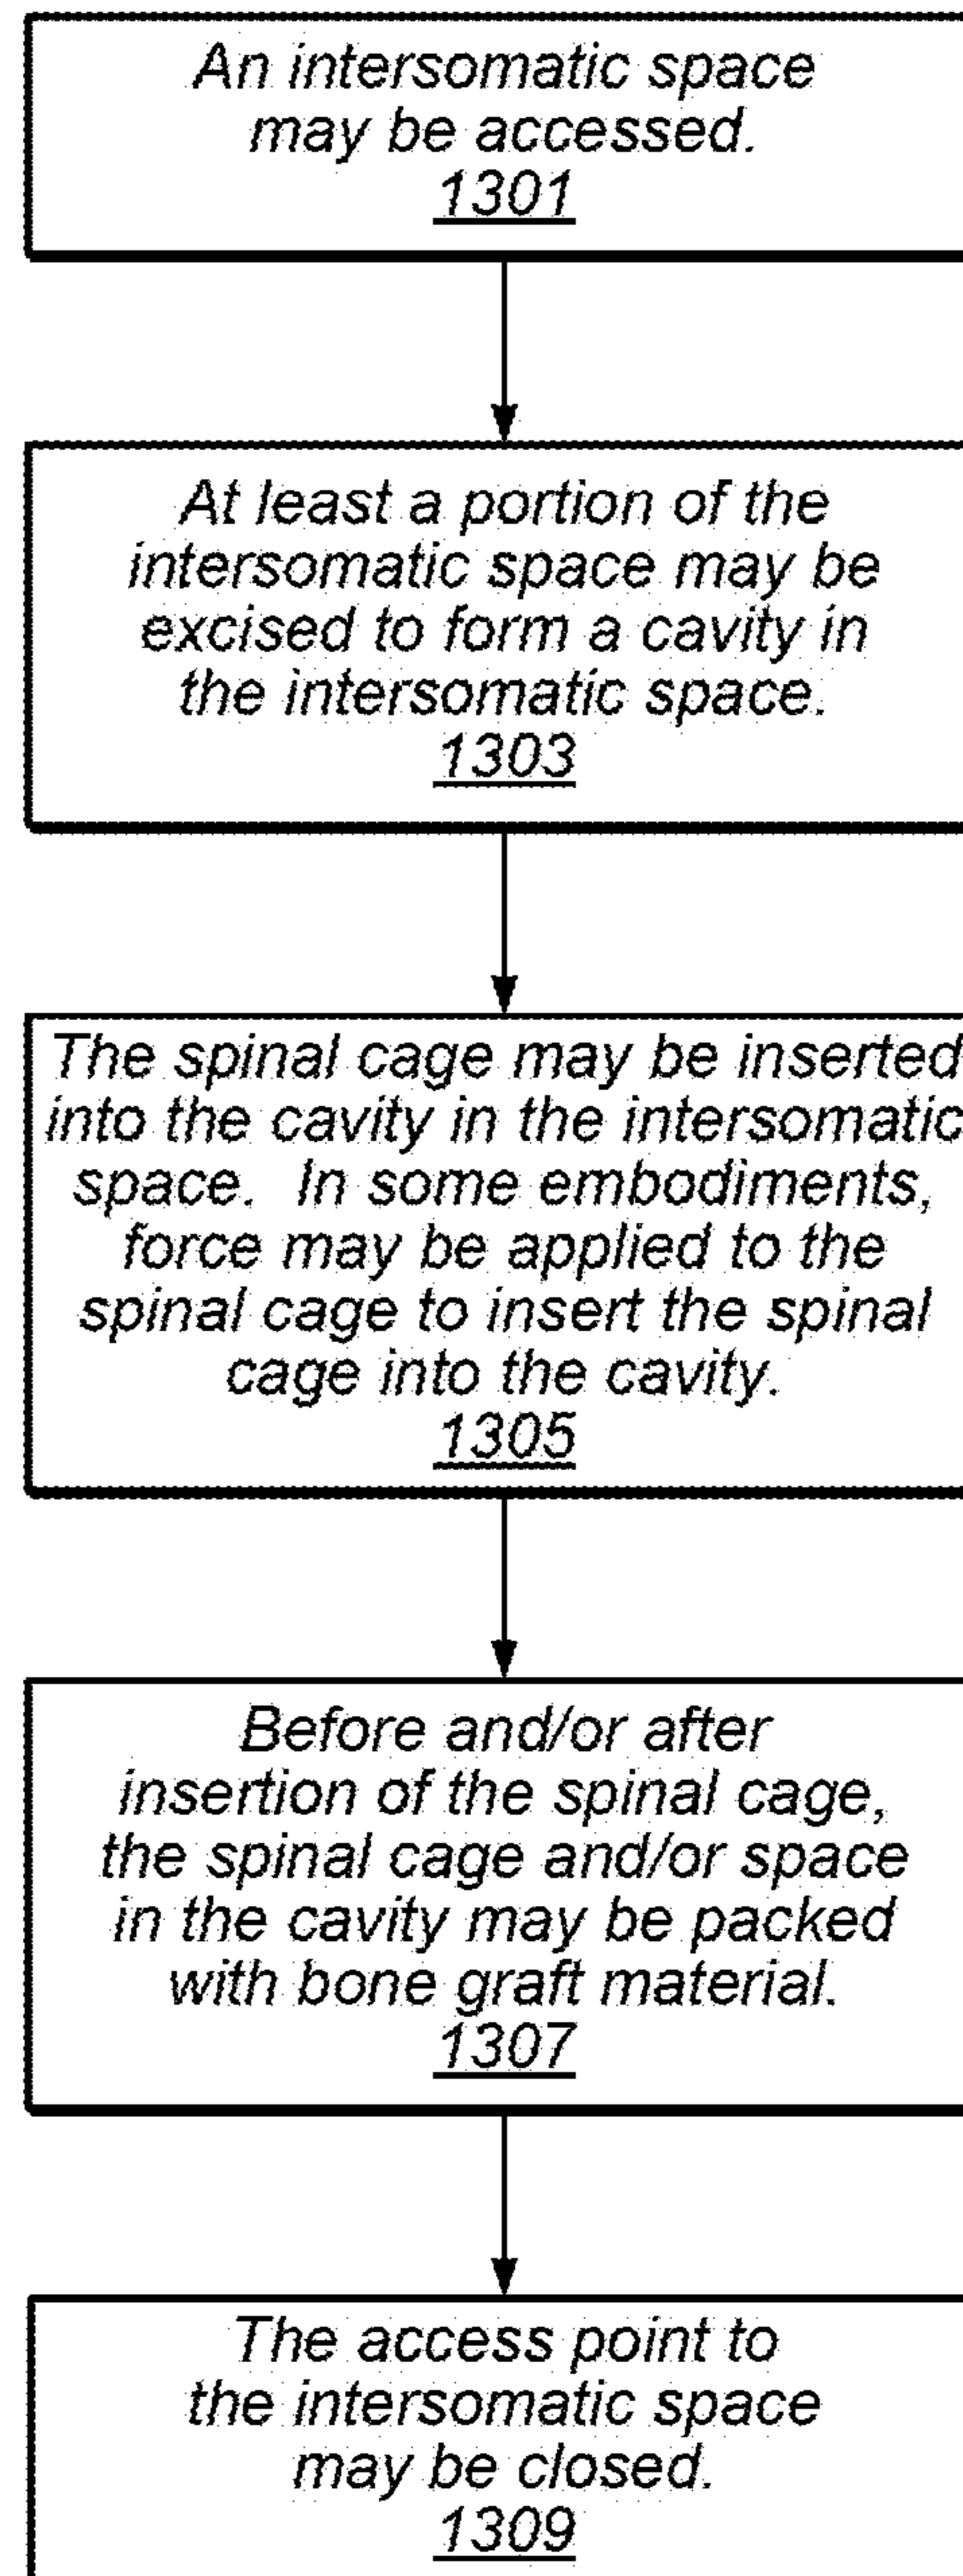 An intersomatic space
may be accessed.
1301
At least a portion of the
intersomatic space may be
excised to form a cavity in
the intersomatic space.
1303
The spinal cage may be inserted
into the cavity in the intersomatic
space. In some embodiments,
force may be applied to the
spinal cage to insert the spinal
cage into the cavity.
1305
Before and/or after
insertion of the spinal cage,
the spinal cage and/or space
in the cavity may be packed
with bone graft material.
1307
The access point to
the intersomatic space
may be closed.
1309